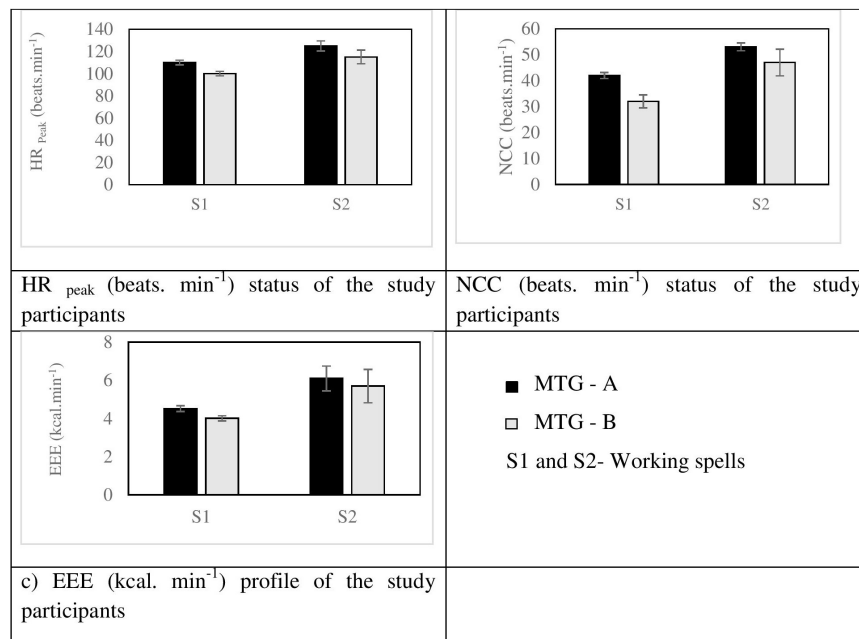 140
120
100
80
60
40
20
0
HR Peak (beats.min-1)
S1 S2
60
50
40
30
20
10
0
NCC (beats.min-1)
S1 S2
HR peak (beats. min-1) status of the study
participants
NCC (beats. min-1) status of the study
participants
8
6
4
2
0
EEE (kcal.min-1)
S1 S2
MTG - A
MTG - B
S1 and S2- Working spells
c) EEE (kcal. min-1) profile of the study
participants